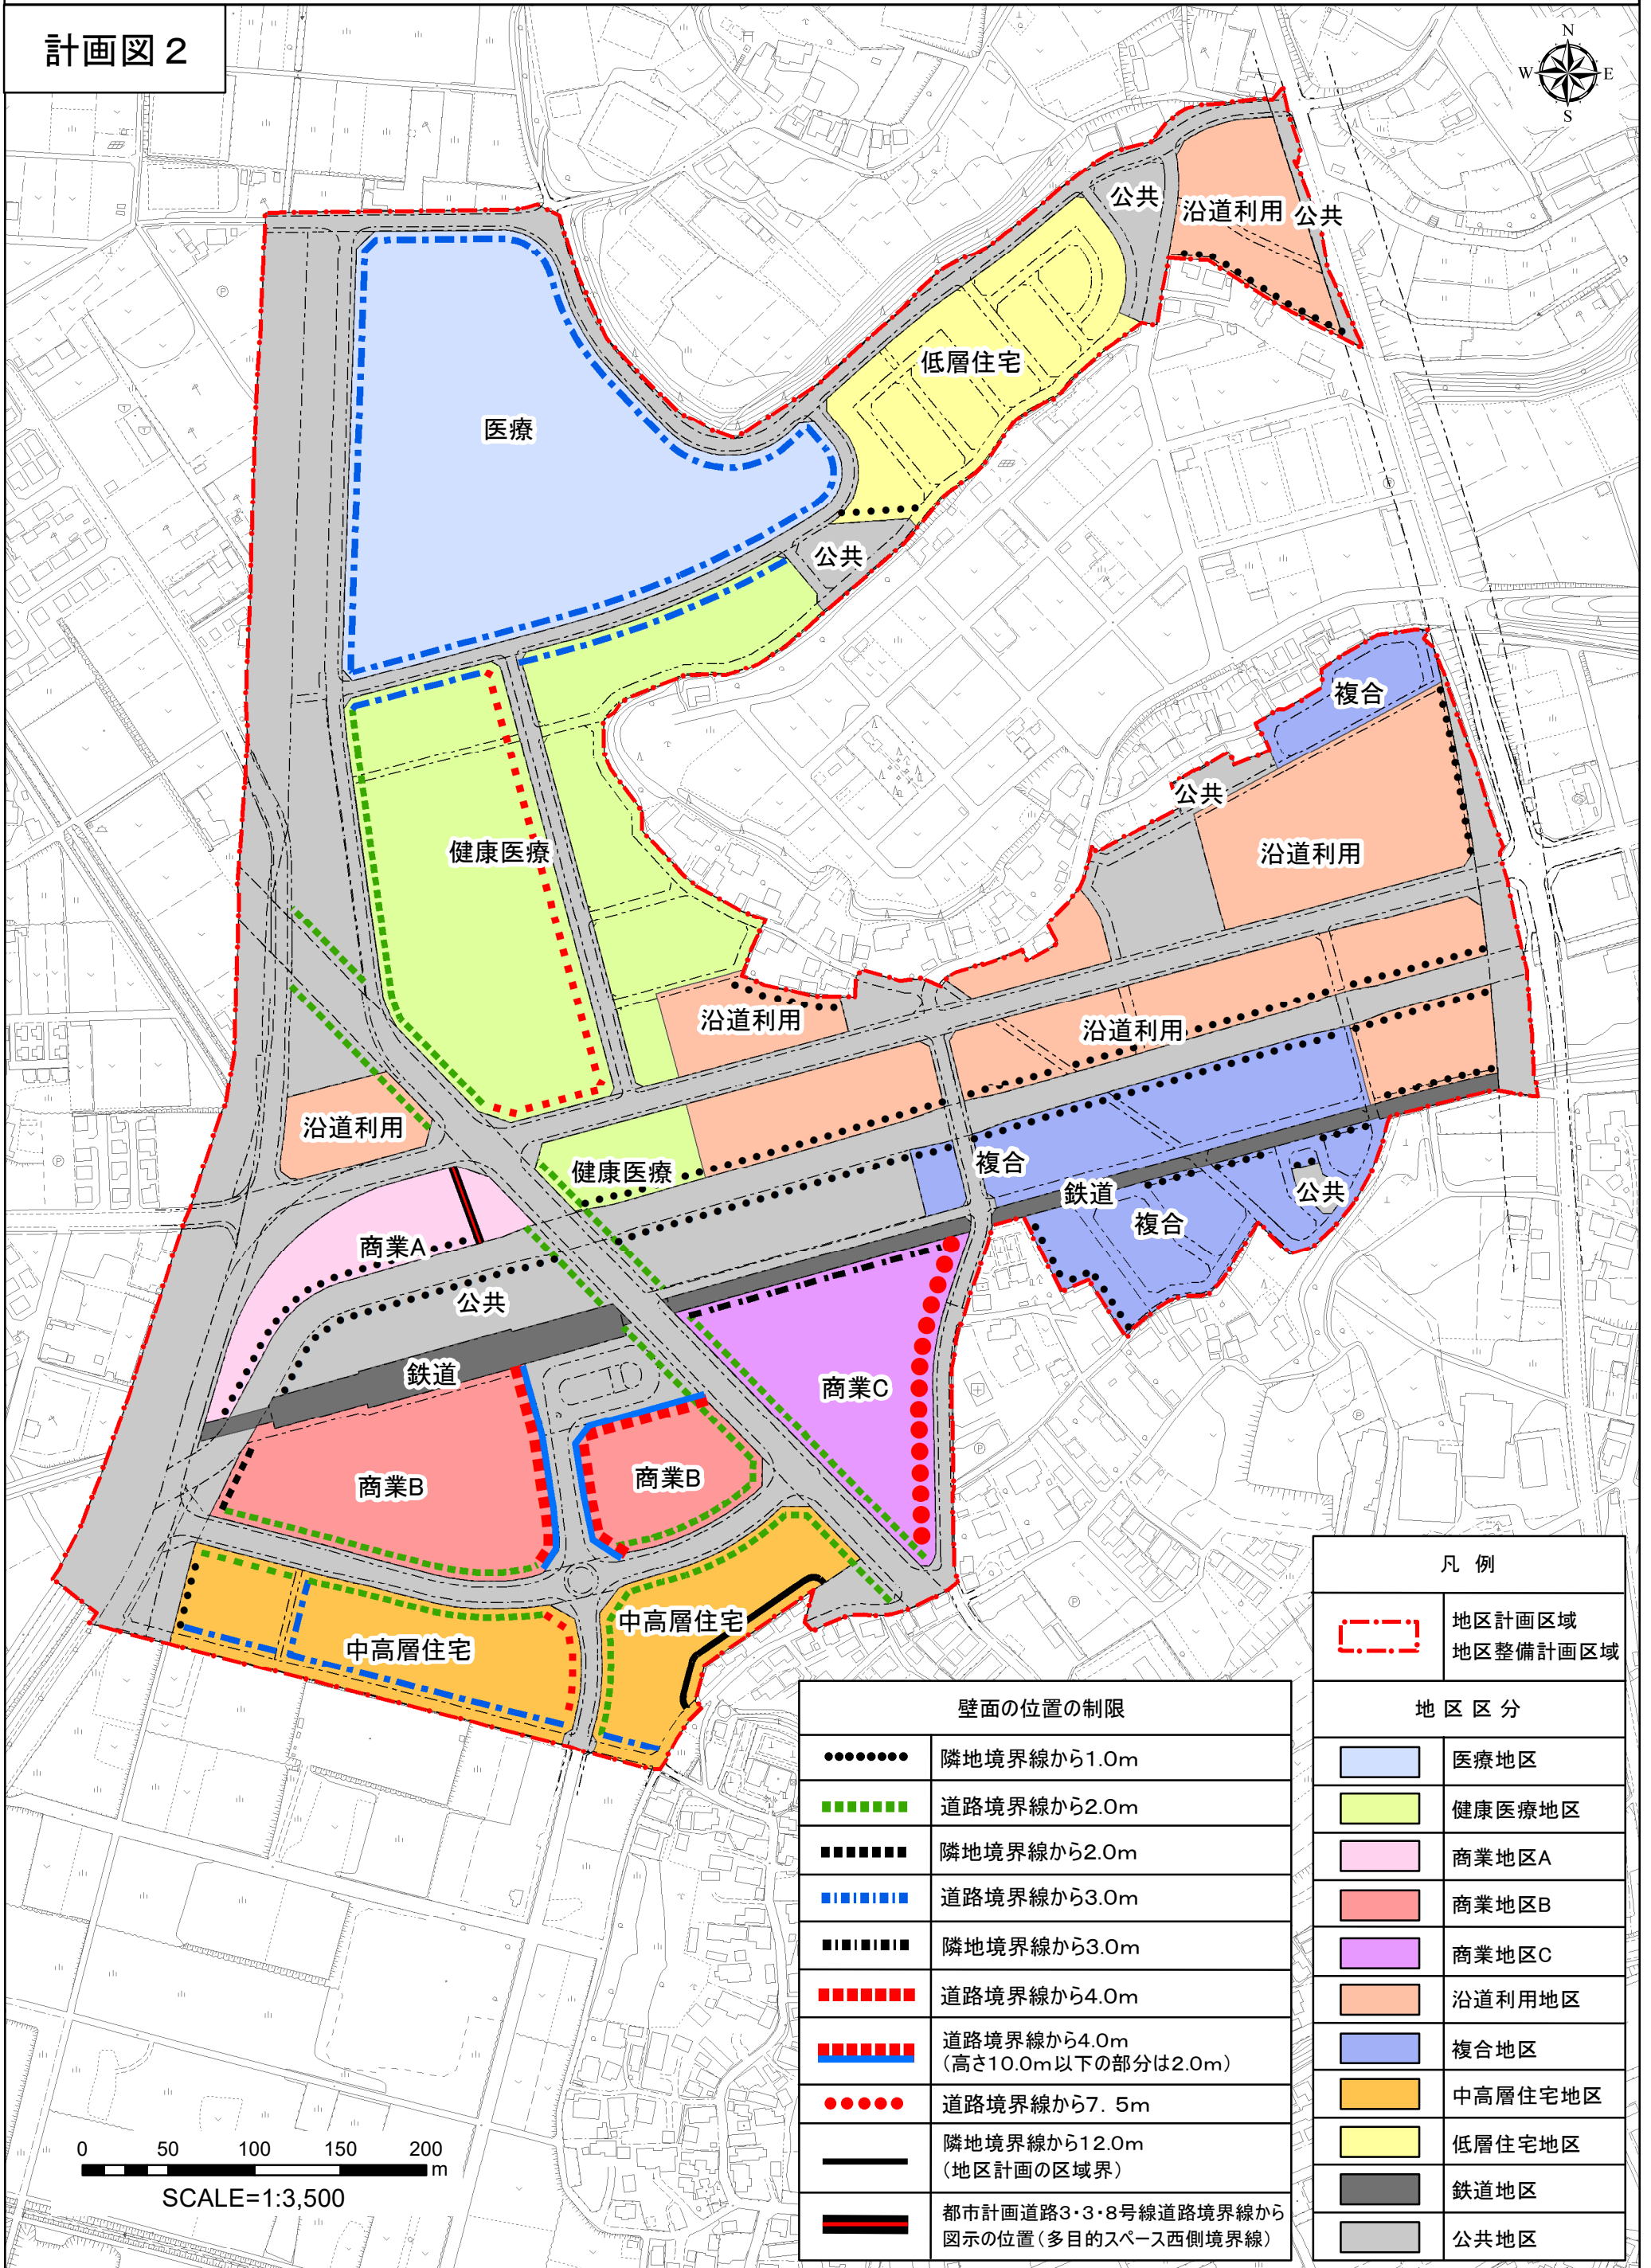 計画図２
N
W E
S
公共
沿道利用 公共
低層住宅
医療
公共
複合
公共
健康医療
沿道利用
沿道利用
沿道利用
沿道利用
健康医療
複合
鉄道
公共
複合
商業A
公共
鉄道
商業C
商業B
商業B
中高層住宅
中高層住宅
凡 例
地区計画区域
地区整備計画区域
地 区 区 分
医療地区
健康医療地区
商業地区A
商業地区B
商業地区C
沿道利用地区
複合地区
中高層住宅地区
低層住宅地区
鉄道地区
公共地区
壁面の位置の制限
隣地境界線から1.0m
道路境界線から2.0m
隣地境界線から2.0m
道路境界線から3.0m
隣地境界線から3.0m
道路境界線から4.0m
道路境界線から4.0m
（高さ10.0m以下の部分は2.0m）
道路境界線から7．5m
隣地境界線から12.0m
（地区計画の区域界）
都市計画道路3・3・8号線道路境界線から
図示の位置（多目的スペース西側境界線）
0 50 100 150 200
m
SCALE=1:3,500